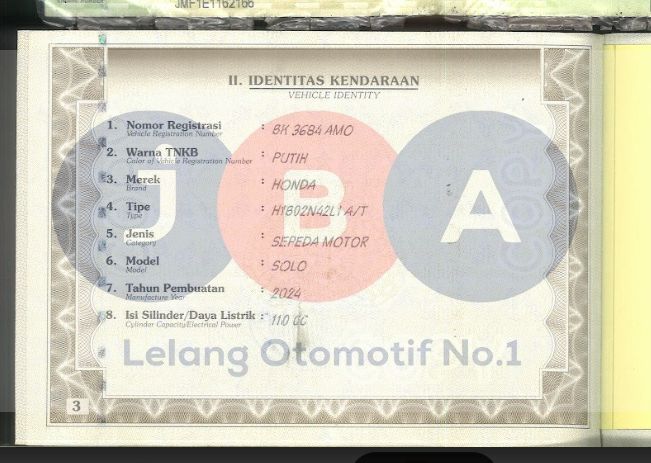 JMF1E1162166
II. IDENTITAS KENDARAAN
VEHICLE IDENTITY
1. Nomor Registrasi : BK 3684 AMO
Vehicle Registration Number
2. Warna TNKB : PUTIH
Color of Vehicle Registration Number
3. Merek : HONDA
Brand
4. Tipe : H1B02N42L1 A/T
Type
5. Jenis : SEPEDA MOTOR
Category
6. Model : SOLO
Model
7. Tahun Pembuatan : 2024
Manufacture Year
8. Isi Silinder/Daya Listrik : 110 CC
Cylinder Capacity/Electrical Power
JBA
Lelang Otomotif No.1
COPY
3